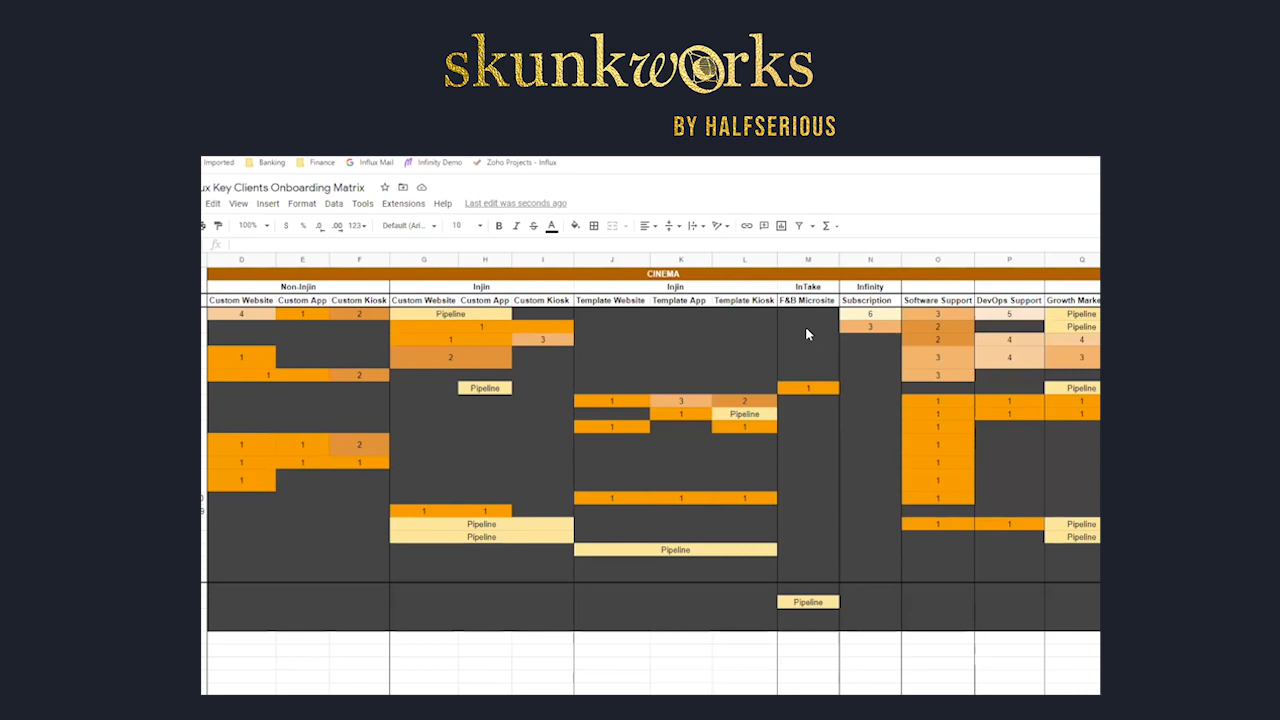 skunkworks
BY HALFSERIOUS
Imported Banking Finance Influx Mail Infinity Demo Zoho Projects - Influx
ux Key Clients Onboarding Matrix
Edit View Insert Format Data Tools Extensions Help Last edit was seconds ago
100% $ % .0 .00 123 Default (Ari... 10 B I S A
fx
D E F G H I J K L M N O P Q
CINEMA
Non-Injin Injin Injin InTake Infinity
Custom Website Custom App Custom Kiosk Custom Website Custom App Custom Kiosk Template Website Template App Template Kiosk F&B Microsite Subscription Software Support DevOps Support Growth Marke
4 1 2 Pipeline 6 3 5 Pipeline
1 3 2 Pipeline
1 3 2 4 4
1 2 3 4 3
1 2 3
Pipeline 1 Pipeline
1 3 2 1 1 1
1 Pipeline 1 1 1
1 1 1
1 1 2 1
1 1 1 1
1 1
1 1 1 1
1 1
Pipeline 1 1 Pipeline
Pipeline Pipeline
Pipeline
Pipeline